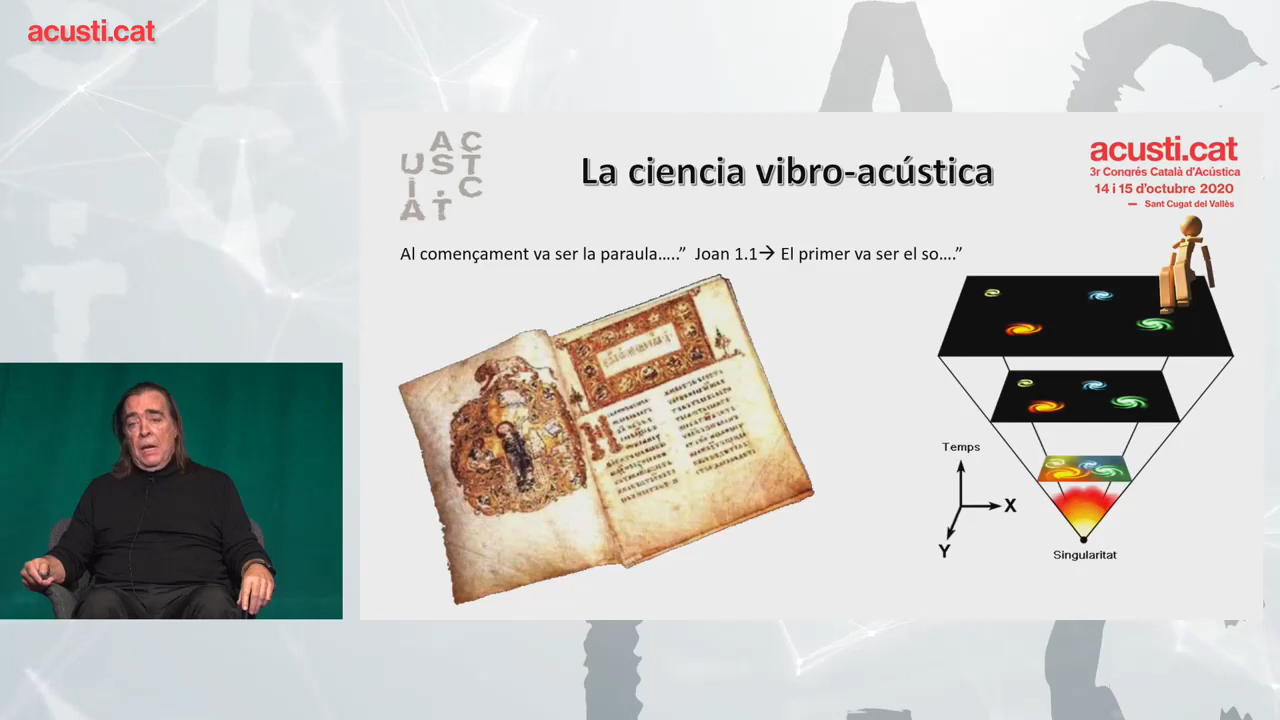 acusti.cat
AC
UST
I.C
AT
La ciencia vibro-acústica
acusti.cat
3r Congrés Català d'Acústica
14 i 15 d'octubre 2020
Sant Cugat del Vallès
Al començament va ser la paraula…..” Joan 1.1→ El primer va ser el so….”
Temps
X
Y
Singularitat